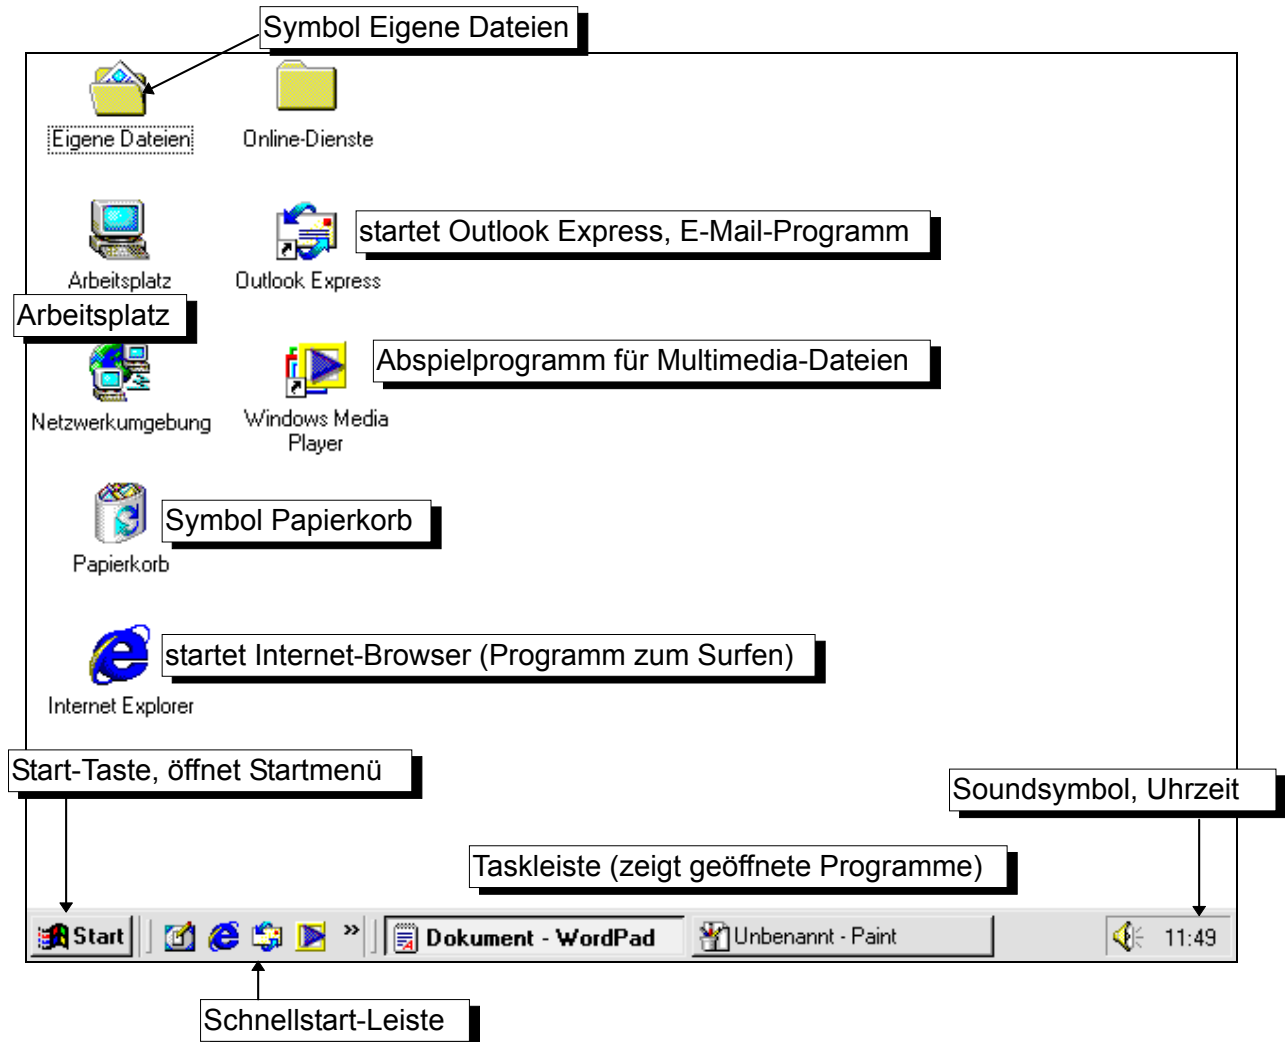 Symbol Eigene Dateien
Eigene Dateien
Online-Dienste
startet Outlook Express, E-Mail-Programm
Arbeitsplatz
Outlook Express
Arbeitsplatz
Abspielprogramm für Multimedia-Dateien
Netzwerkumgebung
Windows Media
Player
Symbol Papierkorb
Papierkorb
startet Internet-Browser (Programm zum Surfen)
Internet Explorer
Start-Taste, öffnet Startmenü
Soundsymbol, Uhrzeit
Taskleiste (zeigt geöffnete Programme)
Start
»
Dokument - WordPad
Unbenannt - Paint
11:49
Schnellstart-Leiste